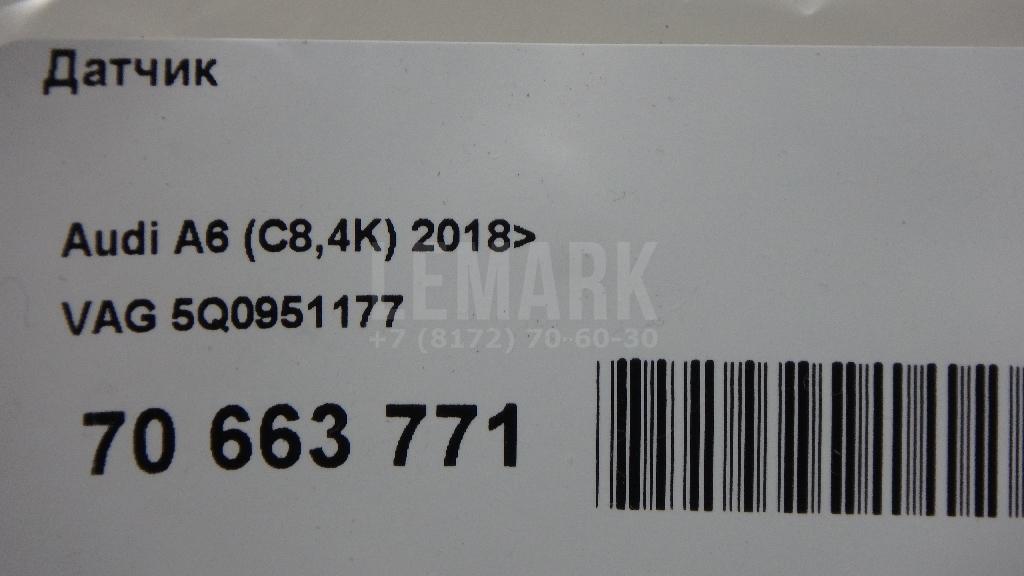 Датчик
Audi A6 (C8,4K) 2018>
LEMARK
VAG 5Q0951177
+7 (8172) 70-60-30
70 663 771